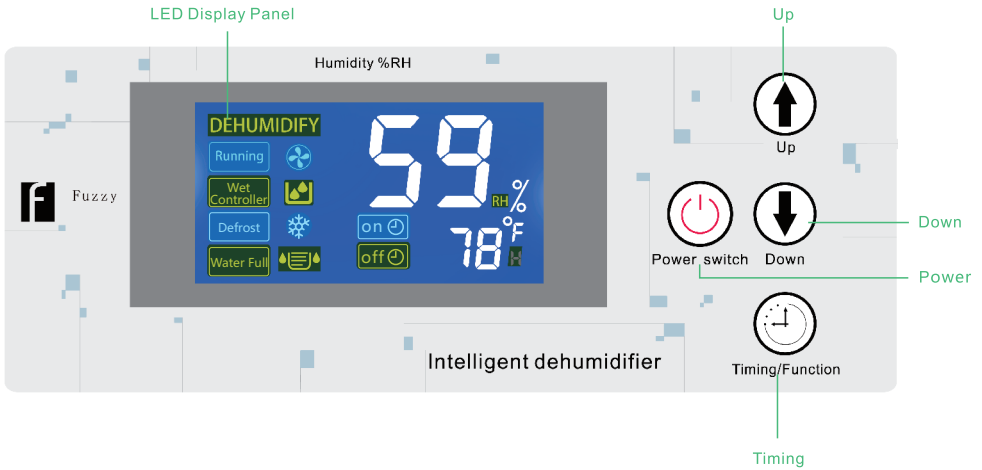 LED Display Panel
Up
Humidity %RH
DEHUMIDIFY
Running
Wet
Controller
Defrost
Water Full
59
RH %
on
off
78 °F
H
Fuzzy
Up
Power switch
Down
Down
Power
Intelligent dehumidifier
Timing/Function
Timing